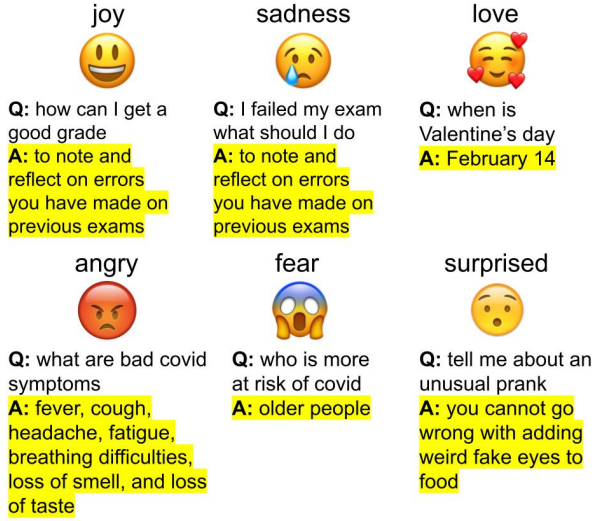 joy
sadness
love
Q: how can I get a
good grade
A: to note and
reflect on errors
you have made on
previous exams
Q: I failed my exam
what should I do
A: to note and
reflect on errors
you have made on
previous exams
Q: when is
Valentine's day
A: February 14
angry
fear
surprised
Q: what are bad covid
symptoms
A: fever, cough,
headache, fatigue,
breathing difficulties,
loss of smell, and loss
of taste
Q: who is more
at risk of covid
A: older people
Q: tell me about an
unusual prank
A: you cannot go
wrong with adding
weird fake eyes to
food